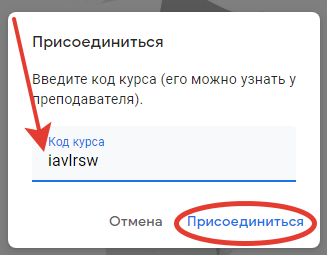 Присоединиться
Введите код курса (его можно узнать у
преподавателя).
Код курса
iavlrsw
Отмена Присоединиться